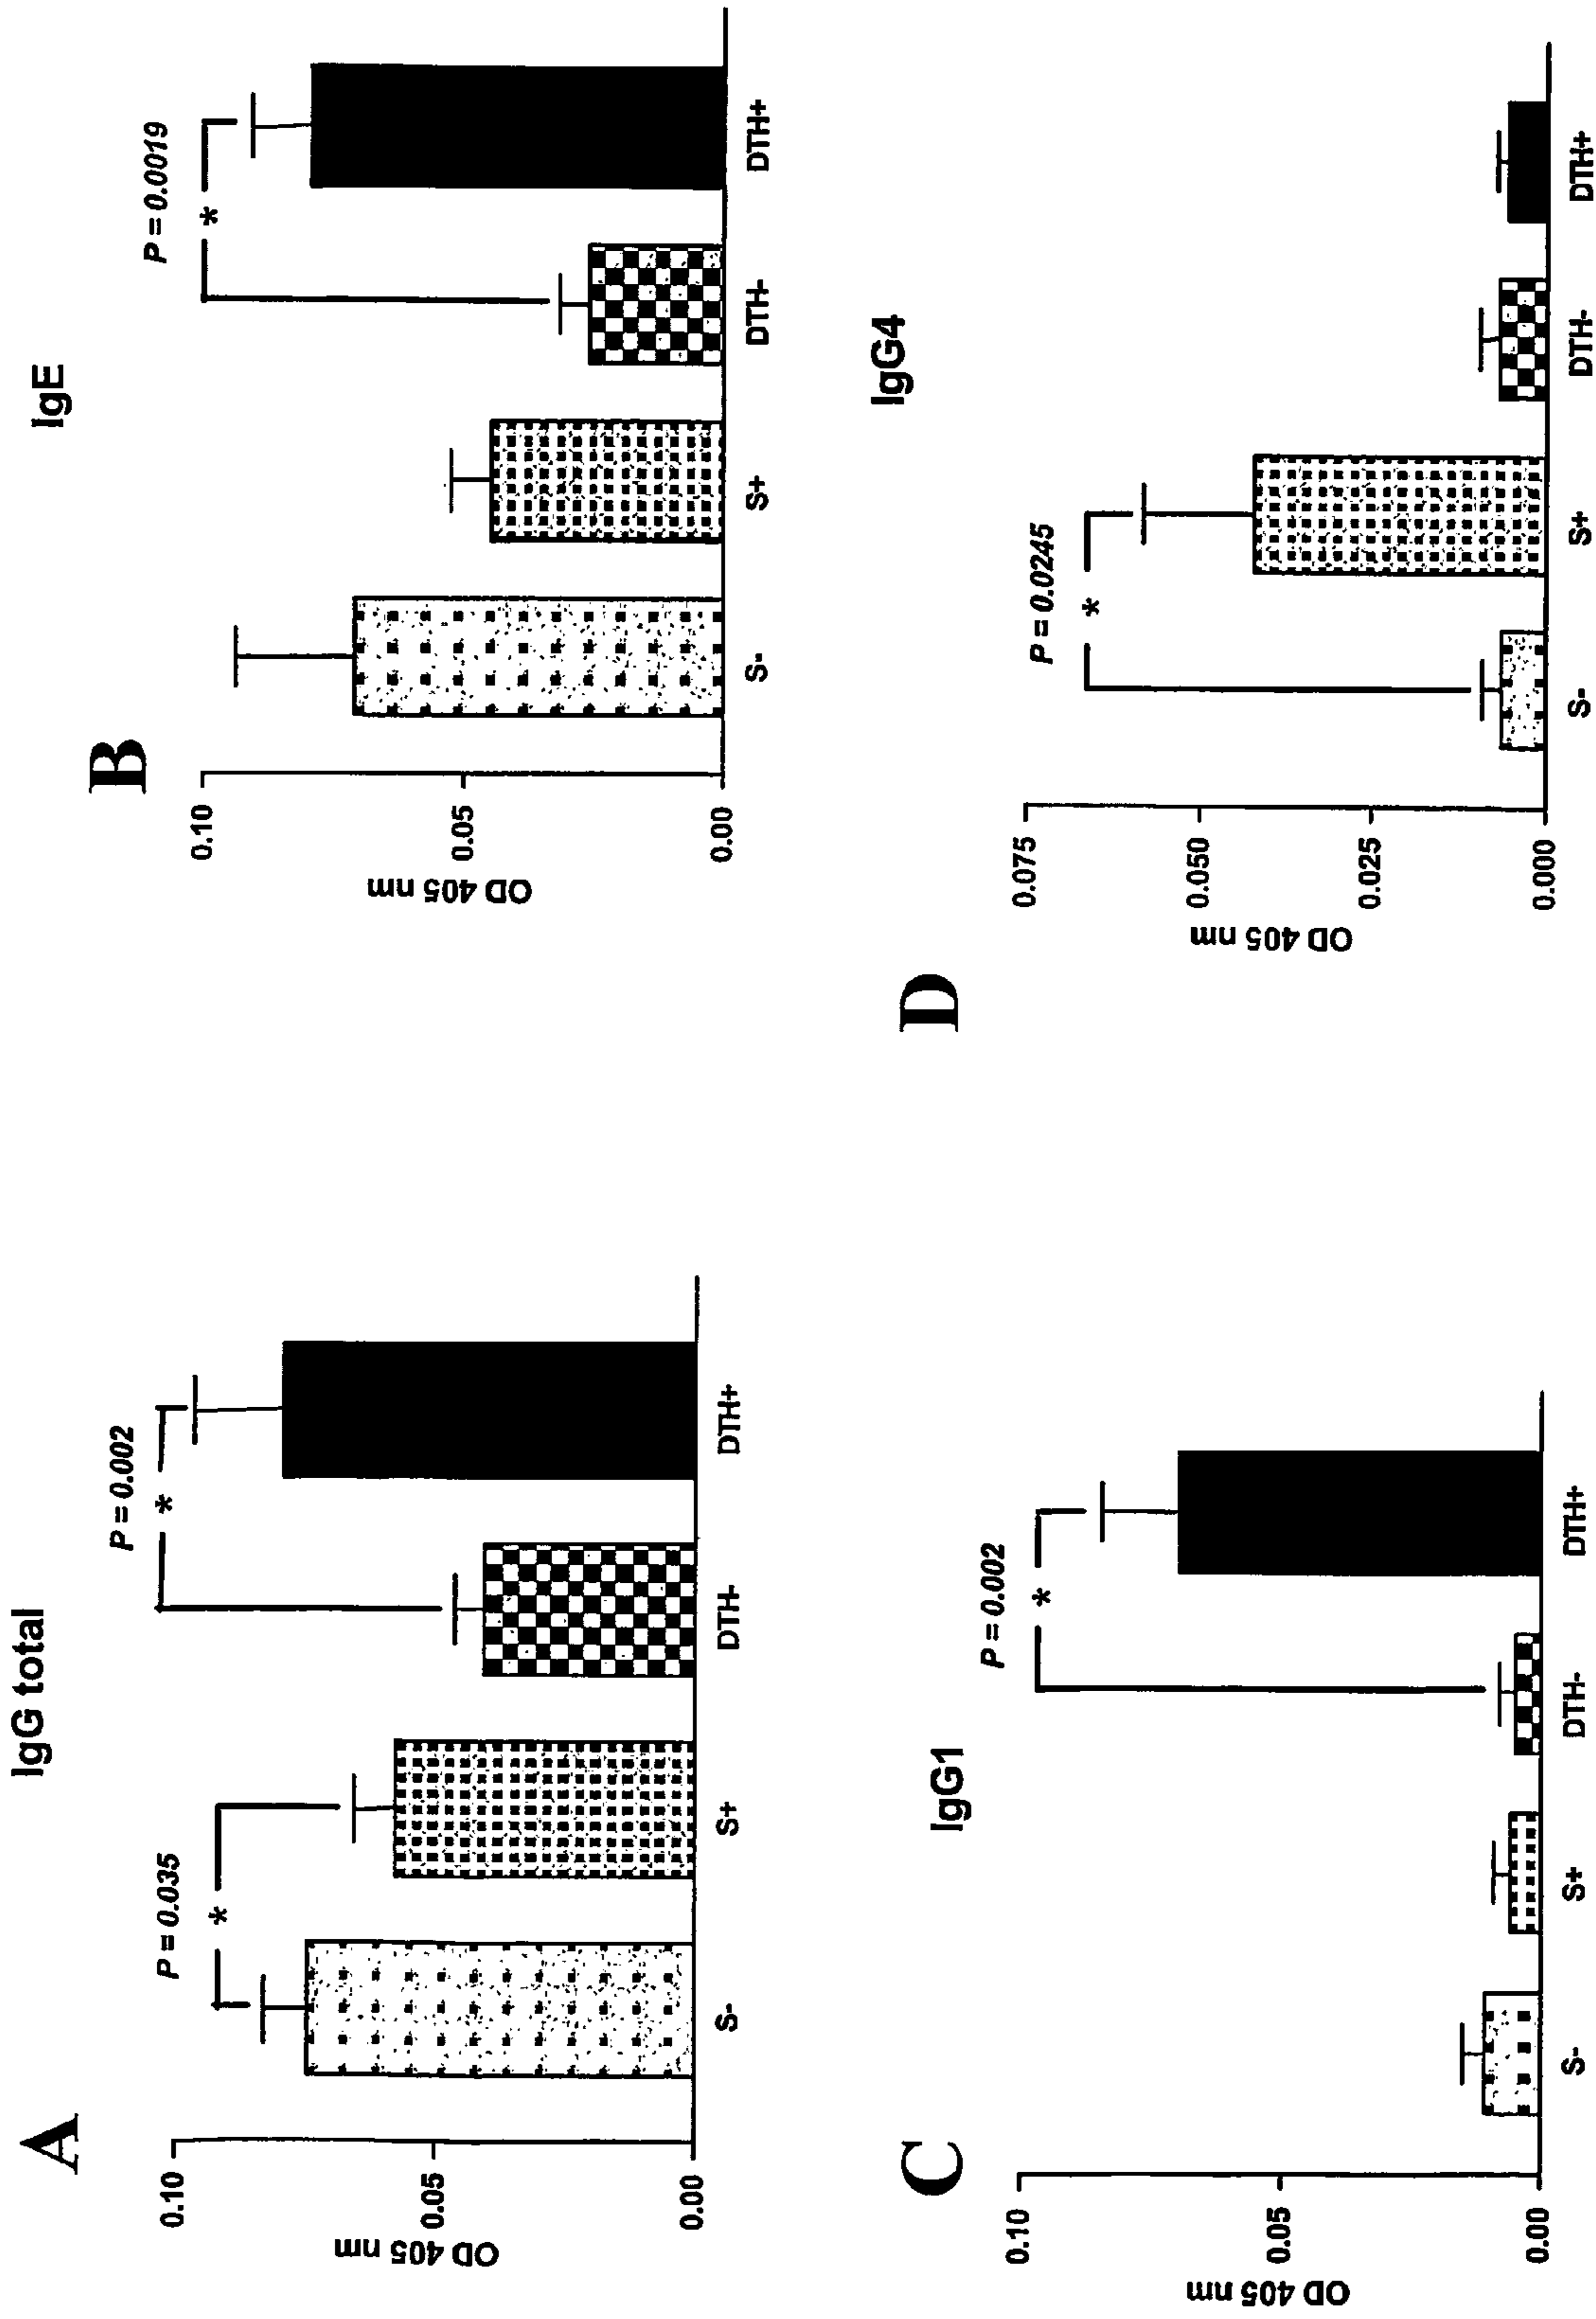 A
IgG total
P = 0.035
*
P = 0.002
*
OD 405 nm
0.10
0.05
0.00
S-
S+
DTH-
DTH+
B
IgE
P = 0.0019
*
OD 405 nm
0.10
0.05
0.00
S-
S+
DTH-
DTH+
C
IgG1
P = 0.002
*
OD 405 nm
0.10
0.05
0.00
S-
S+
DTH-
DTH+
D
IgG4
P = 0.0245
*
OD 405 nm
0.075
0.050
0.025
0.000
S-
S+
DTH-
DTH+